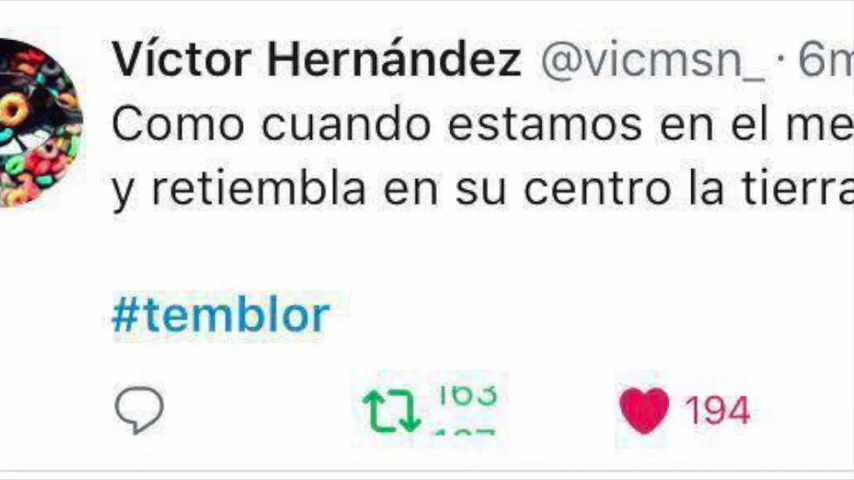 Víctor Hernández @vicmsn_ · 6m
Como cuando estamos en el me
y retiembla en su centro la tierra
#temblor
163
194